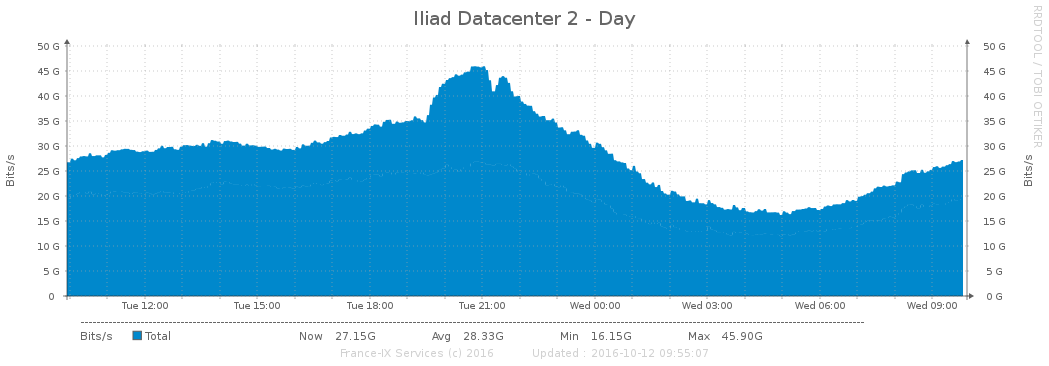 Iliad Datacenter 2 - Day
RRDTOOL / TOBI OETIKER
Bits/s
50 G 50 G
45 G 45 G
40 G 40 G
35 G 35 G
30 G 30 G
25 G 25 G
20 G 20 G
15 G 15 G
10 G 10 G
5 G 5 G
0 0 G
Bits/s
Tue 12:00 Tue 15:00 Tue 18:00 Tue 21:00 Wed 00:00 Wed 03:00 Wed 06:00 Wed 09:00
Bits/s Total Now 27.15G Avg 28.33G Min 16.15G Max 45.90G
France-IX Services (c) 2016 Updated : 2016-10-12 09:55:07